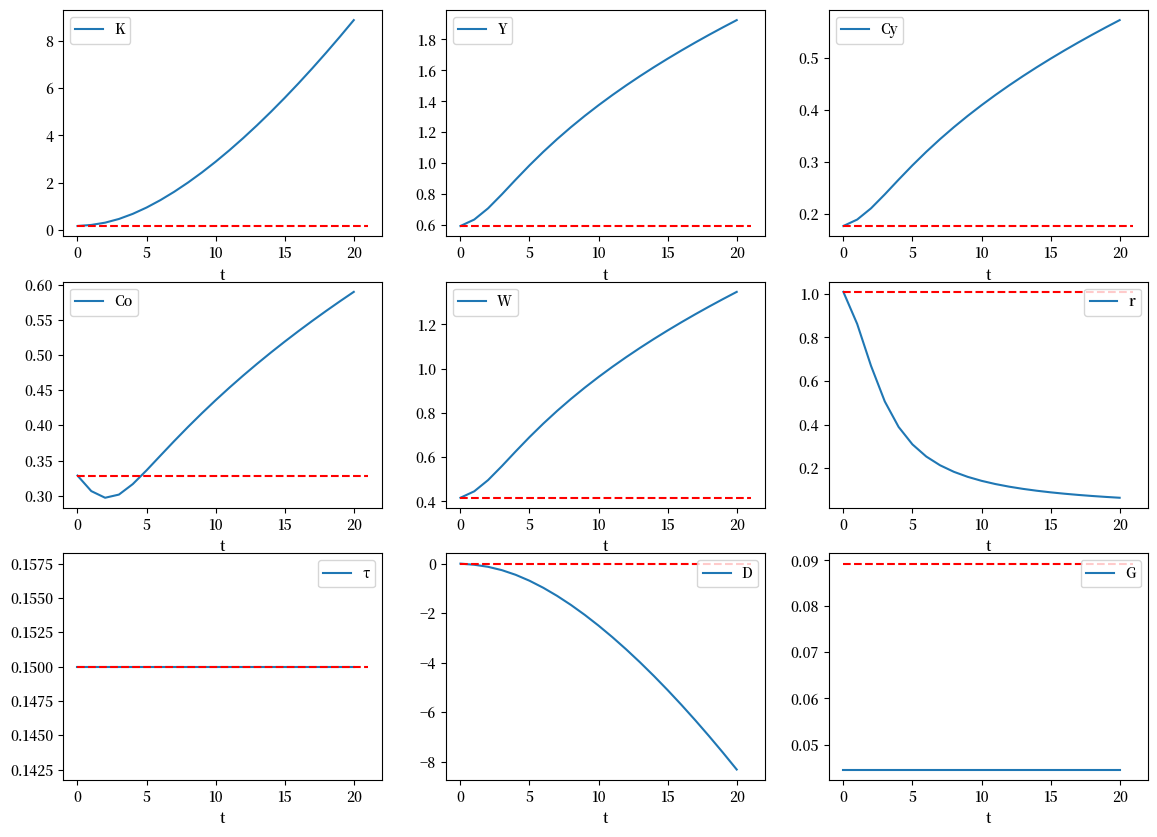 K
8
6
4
2
0
0 5 10 15 20
t
Y
1.8
1.6
1.4
1.2
1.0
0.8
0.6
0 5 10 15 20
t
Cy
0.5
0.4
0.3
0.2
0 5 10 15 20
t
Co
0.60
0.55
0.50
0.45
0.40
0.35
0.30
0 5 10 15 20
t
W
1.2
1.0
0.8
0.6
0.4
0 5 10 15 20
t
r
1.0
0.8
0.6
0.4
0.2
0 5 10 15 20
t
τ
0.1575
0.1550
0.1525
0.1500
0.1475
0.1450
0.1425
0 5 10 15 20
t
D
0
−2
−4
−6
−8
0 5 10 15 20
t
G
0.09
0.08
0.07
0.06
0.05
0 5 10 15 20
t